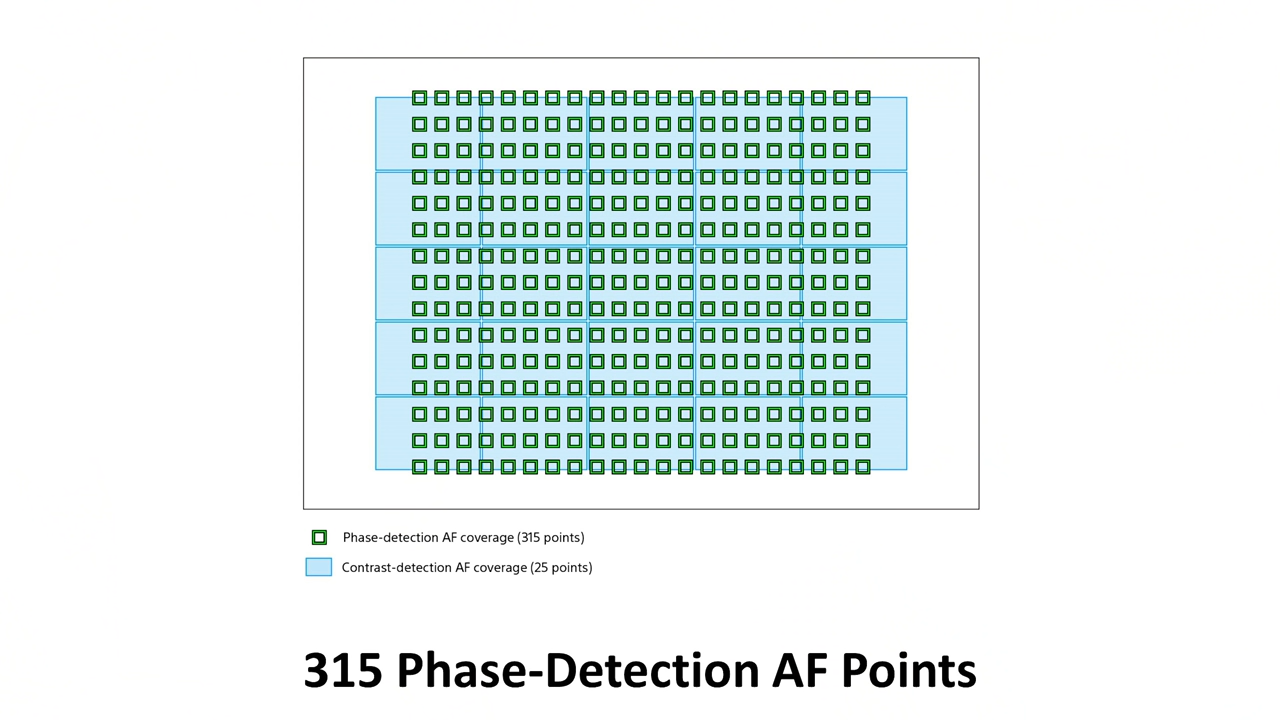 Phase-detection AF coverage (315 points)
Contrast-detection AF coverage (25 points)
315 Phase-Detection AF Points